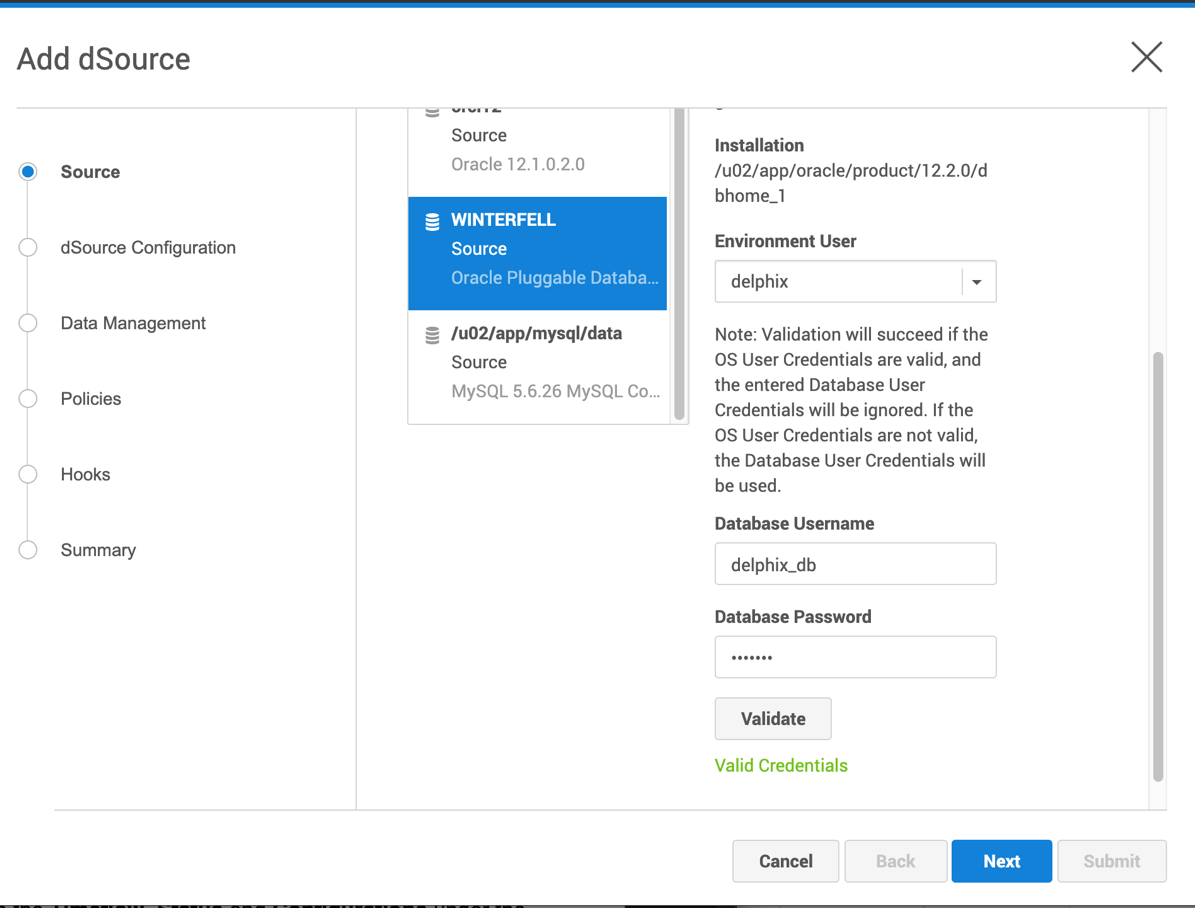 Add dSource
Source
dSource Configuration
Data Management
Policies
Hooks
Summary
Source
Oracle 12.1.0.2.0
WINTERFELL
Source
Oracle Pluggable Databa...
/u02/app/mysql/data
Source
MySQL 5.6.26 MySQL Co...
Installation
/u02/app/oracle/product/12.2.0/d
bhome_1
Environment User
delphix
Note: Validation will succeed if the
OS User Credentials are valid, and
the entered Database User
Credentials will be ignored. If the
OS User Credentials are not valid,
the Database User Credentials will
be used.
Database Username
delphix_db
Database Password
•••••••
Validate
Valid Credentials
Cancel
Back
Next
Submit